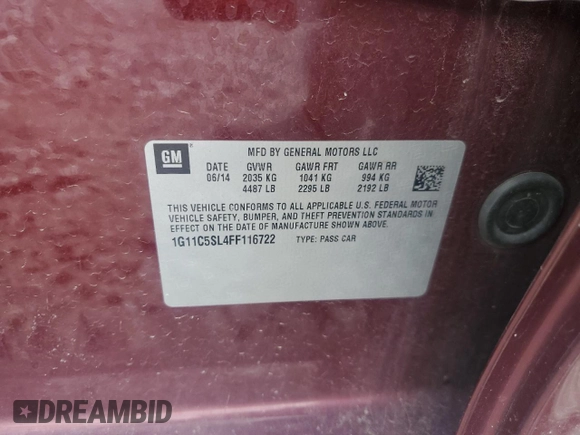 GM
MFD BY GENERAL MOTORS LLC
DATE GVWR GAWR FRT GAWR RR
06/14 2035 KG 1041 KG 994 KG
4487 LB 2295 LB 2192 LB
THIS VEHICLE CONFORMS TO ALL APPLICABLE U.S. FEDERAL MOTOR
VEHICLE SAFETY, BUMPER, AND THEFT PREVENTION STANDARDS IN
EFFECT ON THE DATE OF MANUFACTURE SHOWN ABOVE.
1G11C5SL4FF116722 TYPE: PASS CAR
DREAMBID